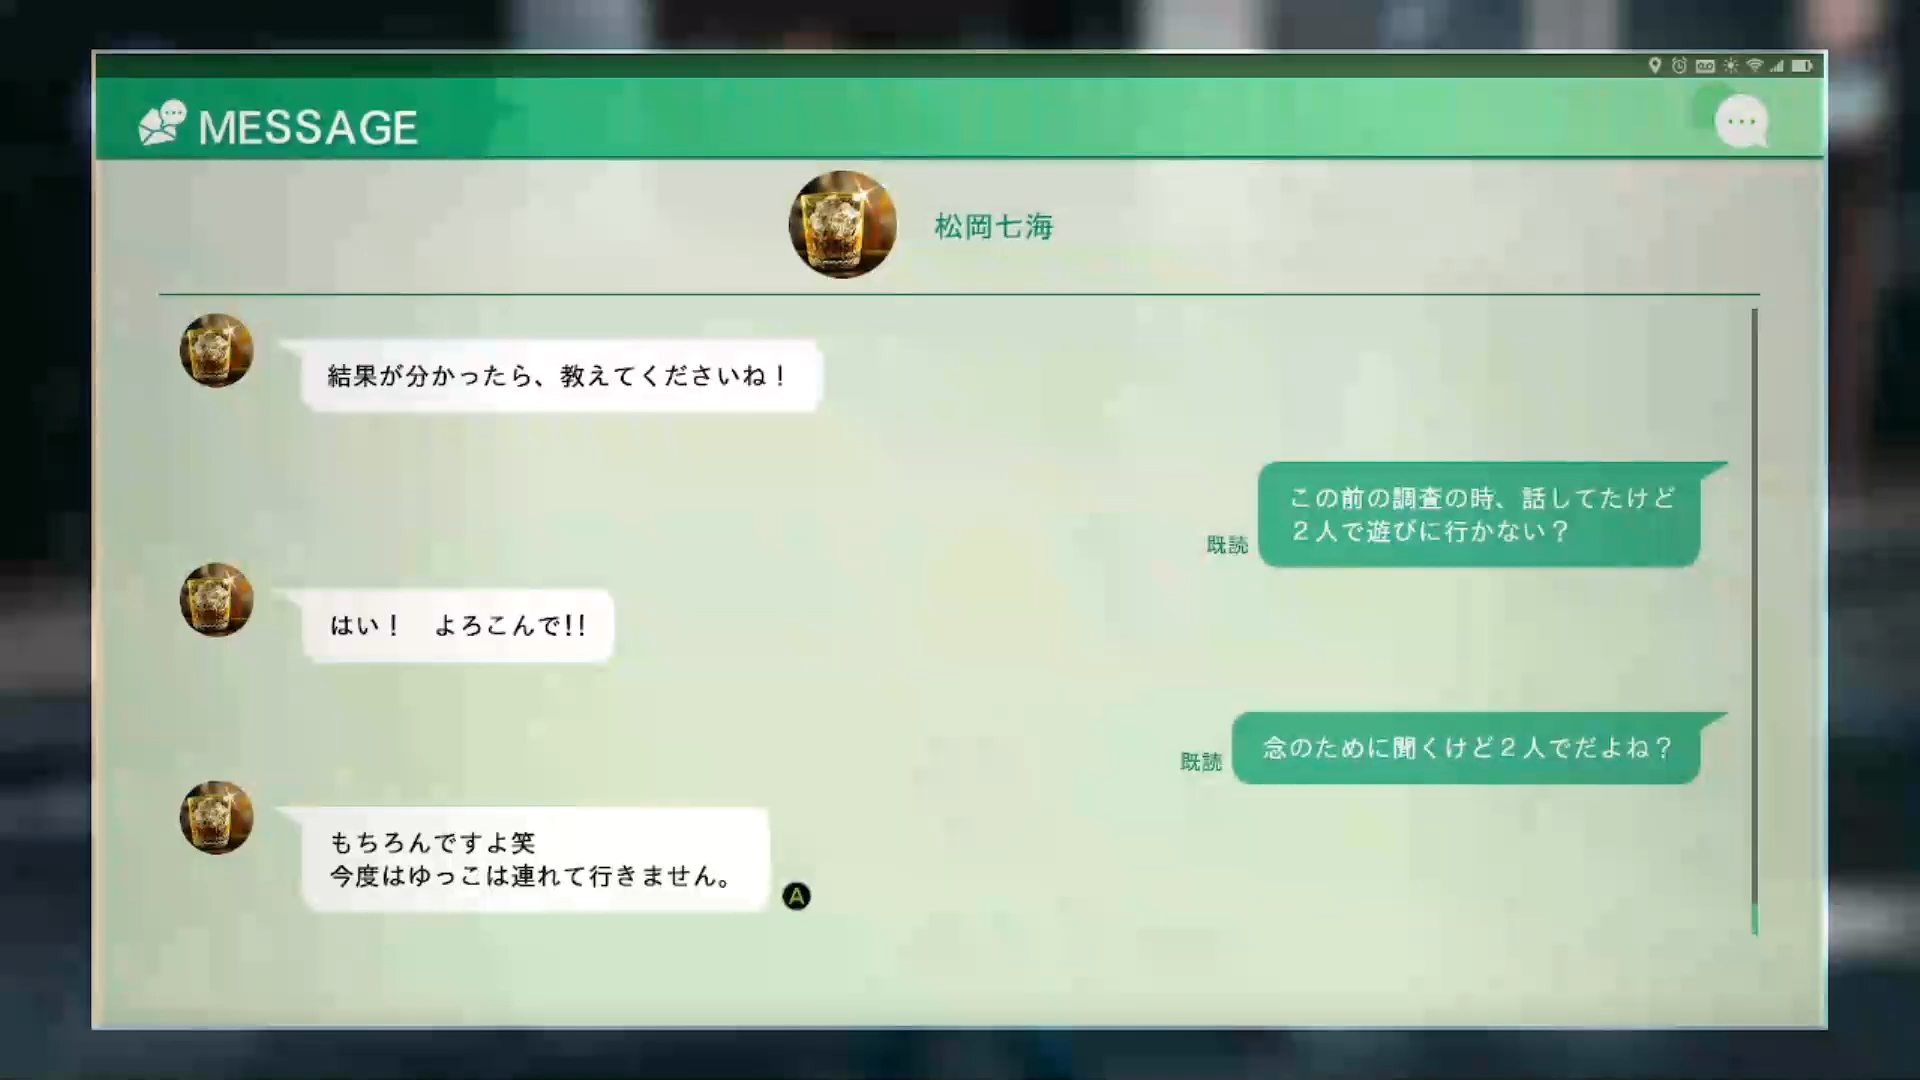 MESSAGE
松岡七海
結果が分かったら、教えてくださいね！
この前の調査の時、話してたけど
２人で遊びに行かない？
既読
はい！　よろこんで!!
念のために聞くけど２人でだよね？
既読
もちろんですよ笑
今度はゆっこは連れて行きません。
A